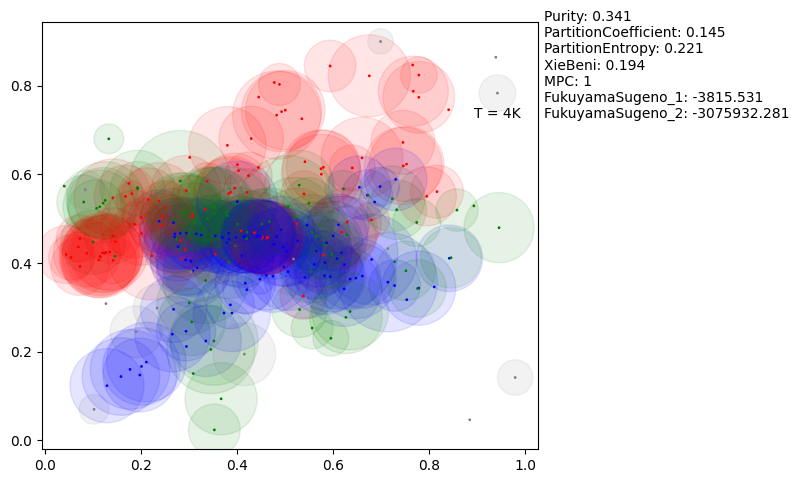 Purity: 0.341
PartitionCoefficient: 0.145
PartitionEntropy: 0.221
XieBeni: 0.194
MPC: 1
FukuyamaSugeno_1: -3815.531
FukuyamaSugeno_2: -3075932.281
T = 4K
0.8
0.6
0.4
0.2
0.0
0.0 0.2 0.4 0.6 0.8 1.0